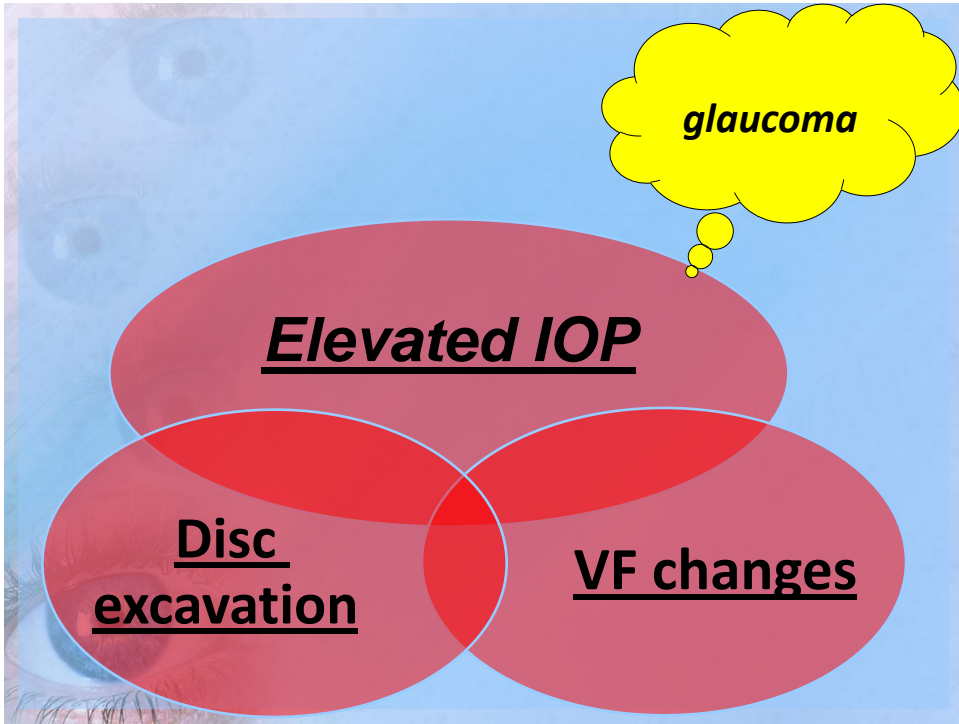 glaucoma
Elevated IOP
Disc
excavation
VF changes